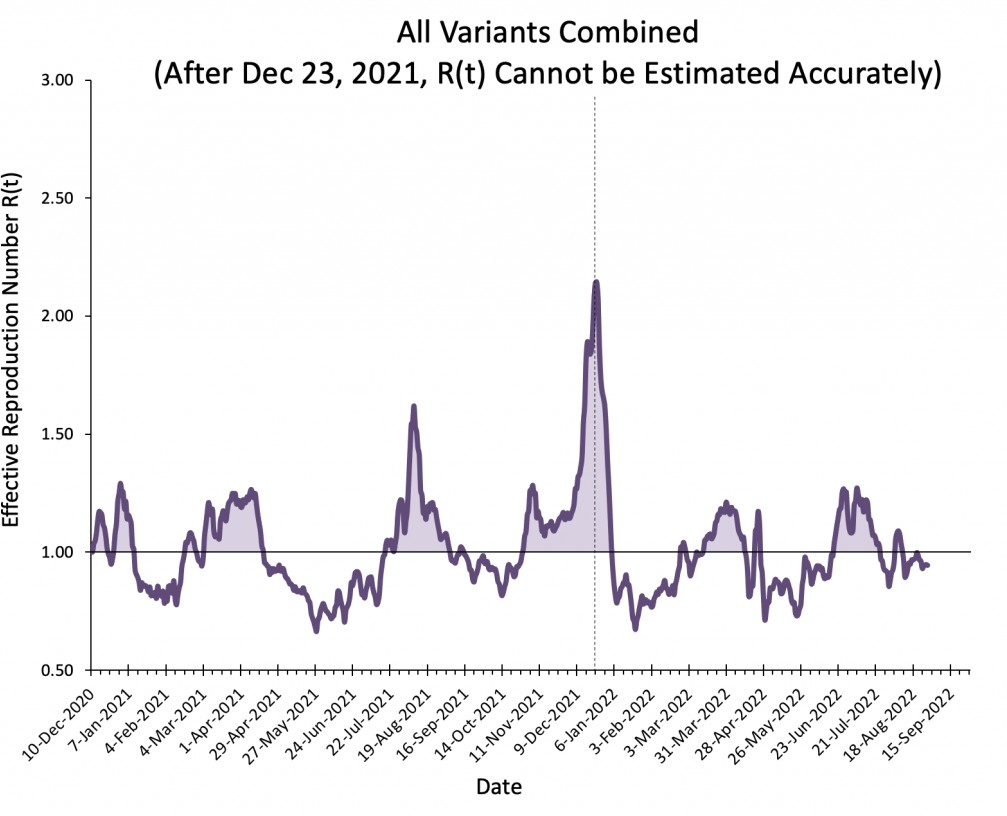 All Variants Combined
(After Dec 23, 2021, R(t) Cannot be Estimated Accurately)
Effective Reproduction Number R(t)
3.00
2.50
2.00
1.50
1.00
0.50
10-Dec-2020
7-Jan-2021
4-Feb-2021
4-Mar-2021
1-Apr-2021
29-Apr-2021
27-May-2021
24-Jun-2021
22-Jul-2021
19-Aug-2021
16-Sep-2021
14-Oct-2021
11-Nov-2021
9-Dec-2021
6-Jan-2022
3-Feb-2022
3-Mar-2022
31-Mar-2022
28-Apr-2022
26-May-2022
23-Jun-2022
21-Jul-2022
18-Aug-2022
15-Sep-2022
Date